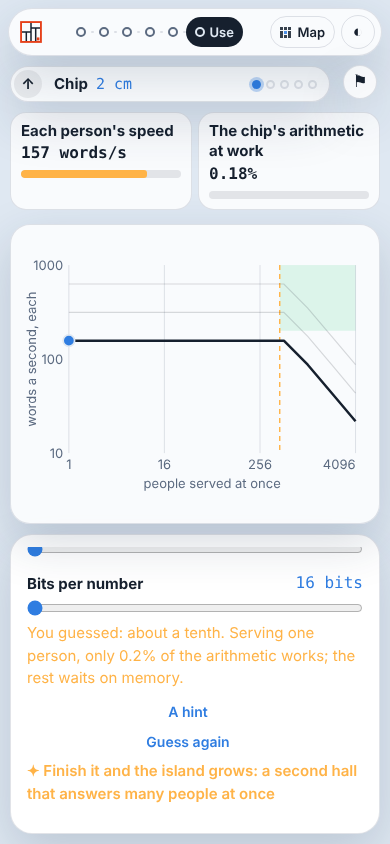 Use
Map
Chip 2 cm
Each person's speed
157 words/s
The chip's arithmetic
at work
0.18%
words a second, each
1000
100
10
1
16
256
4096
people served at once
Bits per number
16 bits
You guessed: about a tenth. Serving one
person, only 0.2% of the arithmetic works; the
rest waits on memory.
A hint
Guess again
✦ Finish it and the island grows: a second hall
that answers many people at once